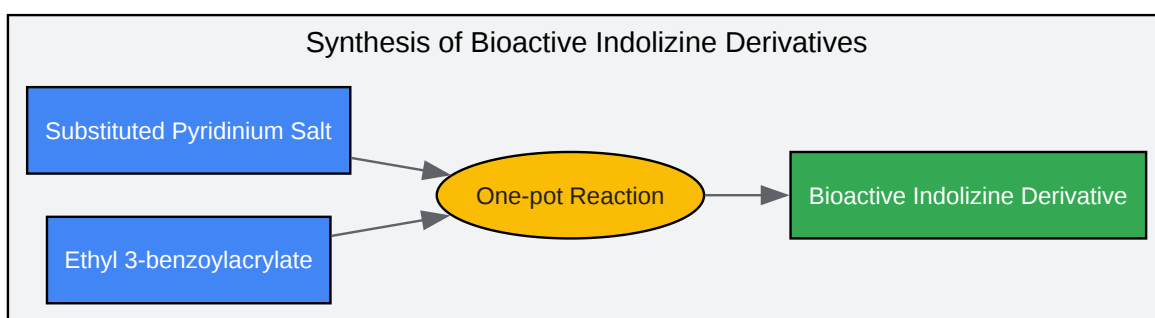 Synthesis of Bioactive Indolizine Derivatives
Substituted Pyridinium Salt
Ethyl 3-benzoylacrylate
One-pot Reaction
Bioactive Indolizine Derivative